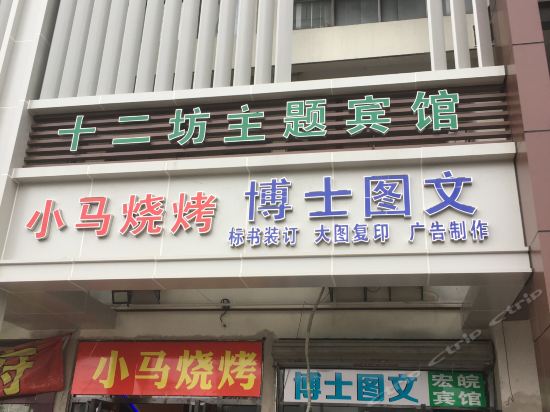 十二坊主题宾馆
小马烧烤 博士图文
标书装订 大图复印 广告制作
小马烧烤
博士图文 宏皖宾馆
ctrip
ctrip